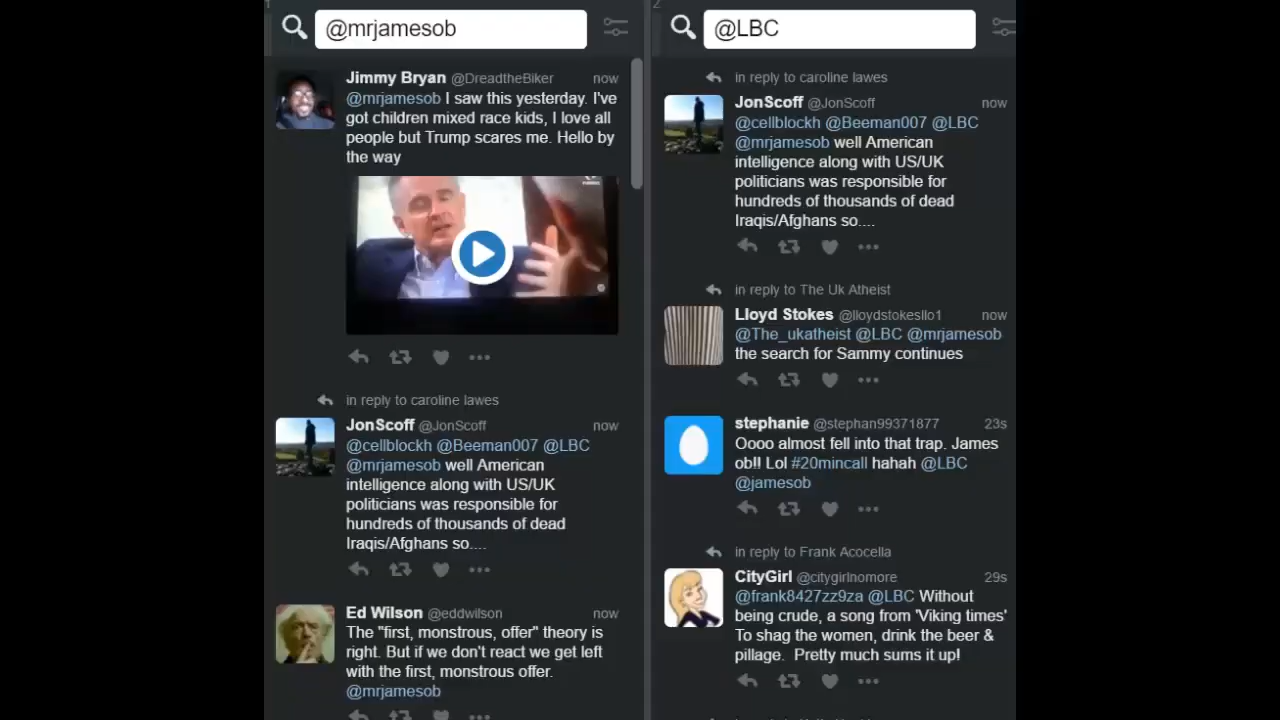 1
@mrjamesob
Jimmy Bryan @DreadtheBiker now
@mrjamesob I saw this yesterday. I've
got children mixed race kids, I love all
people but Trump scares me. Hello by
the way
in reply to caroline lawes
JonScoff @JonScoff now
@cellblockh @Beeman007 @LBC
@mrjamesob well American
intelligence along with US/UK
politicians was responsible for
hundreds of thousands of dead
Iraqis/Afghans so....
Ed Wilson @eddwilson now
The "first, monstrous, offer" theory is
right. But if we don't react we get left
with the first, monstrous offer.
@mrjamesob
2
@LBC
in reply to caroline lawes
JonScoff @JonScoff now
@cellblockh @Beeman007 @LBC
@mrjamesob well American
intelligence along with US/UK
politicians was responsible for
hundreds of thousands of dead
Iraqis/Afghans so....
in reply to The Uk Atheist
Lloyd Stokes @lloydstokesllo1 now
@The_ukatheist @LBC @mrjamesob
the search for Sammy continues
stephanie @stephan99371877 23s
Oooo almost fell into that trap. James
ob!! Lol #20mincall hahah @LBC
@jamesob
in reply to Frank Acocella
CityGirl @citygirlnomore 29s
@frank8427zz9za @LBC Without
being crude, a song from 'Viking times'
To shag the women, drink the beer &
pillage. Pretty much sums it up!